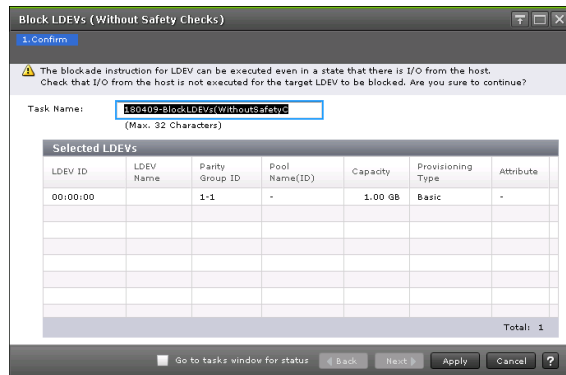 Block LDEVs (Without Safety Checks)
1.Confirm
The blockade instruction for LDEV can be executed even in a state that there is I/O from the host.
Check that I/O from the host is not executed for the target LDEV to be blocked. Are you sure to continue?
Task Name: 180409-BlockLDEVs(WithoutSafetyC
(Max. 32 Characters)
Selected LDEVs
LDEV ID LDEV Name Parity Group ID Pool Name(ID) Capacity Provisioning Type Attribute
00:00:00 1-1 - 1.00 GB Basic -
Total: 1
Go to tasks window for status Back Next Apply Cancel ?